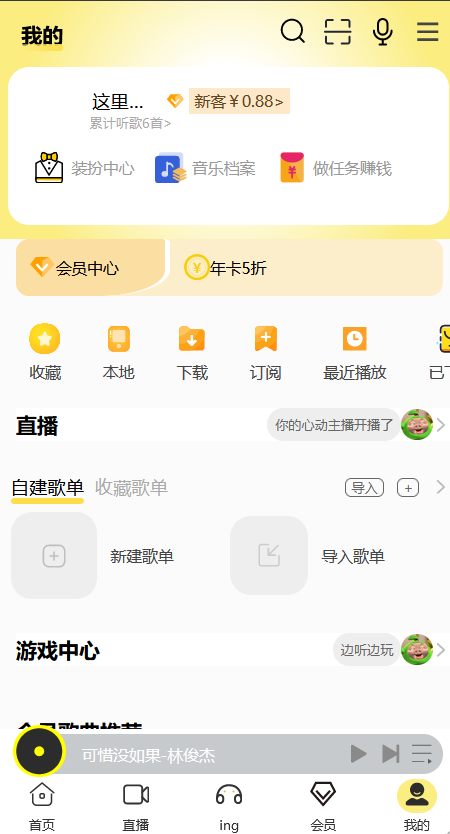 我的
这里...
新客￥0.88>
累计听歌6首>
装扮中心
音乐档案
做任务赚钱
会员中心
年卡5折
收藏
本地
下载
订阅
最近播放
已下
直播
你的心动主播开播了
自建歌单 收藏歌单
导入
新建歌单
导入歌单
游戏中心
边听边玩
可惜没如果-林俊杰
首页
直播
ing
会员
我的